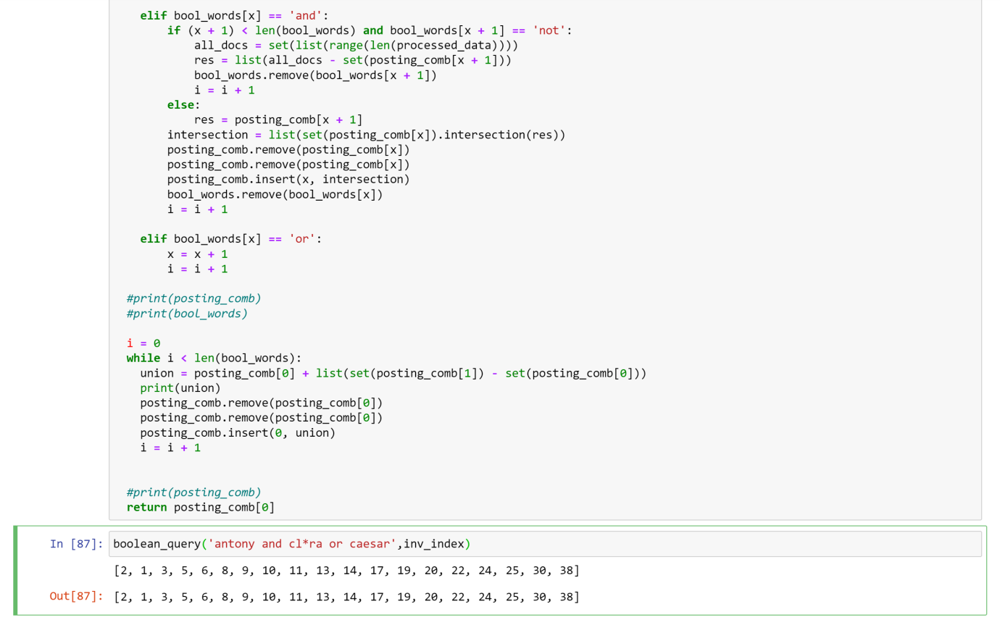 elif bool_words[x] == 'and':
if (x + 1) < len(bool_words) and bool_words[x + 1] == 'not':
all_docs = set(list(range(len(processed_data))))
res = list(all_docs - set(posting_comb[x + 1]))
bool_words.remove(bool_words[x + 1])
i = i + 1
else:
res = posting_comb[x + 1]
intersection = list(set(posting_comb[x]).intersection(res))
posting_comb.remove(posting_comb[x])
posting_comb.remove(posting_comb[x])
posting_comb.insert(x, intersection)
bool_words.remove(bool_words[x])
i = i + 1
elif bool_words[x] == 'or':
x = x + 1
i = i + 1
#print(posting_comb)
#print(bool_words)
i = 0
while i < len(bool_words):
union = posting_comb[0] + list(set(posting_comb[1]) - set(posting_comb[0]))
print(union)
posting_comb.remove(posting_comb[0])
posting_comb.remove(posting_comb[0])
posting_comb.insert(0, union)
i = i + 1
#print(posting_comb)
return posting_comb[0]
In [87]: boolean_query('antony and cl*ra or caesar',inv_index)
[2, 1, 3, 5, 6, 8, 9, 10, 11, 13, 14, 17, 19, 20, 22, 24, 25, 30, 38]
Out[87]: [2, 1, 3, 5, 6, 8, 9, 10, 11, 13, 14, 17, 19, 20, 22, 24, 25, 30, 38]